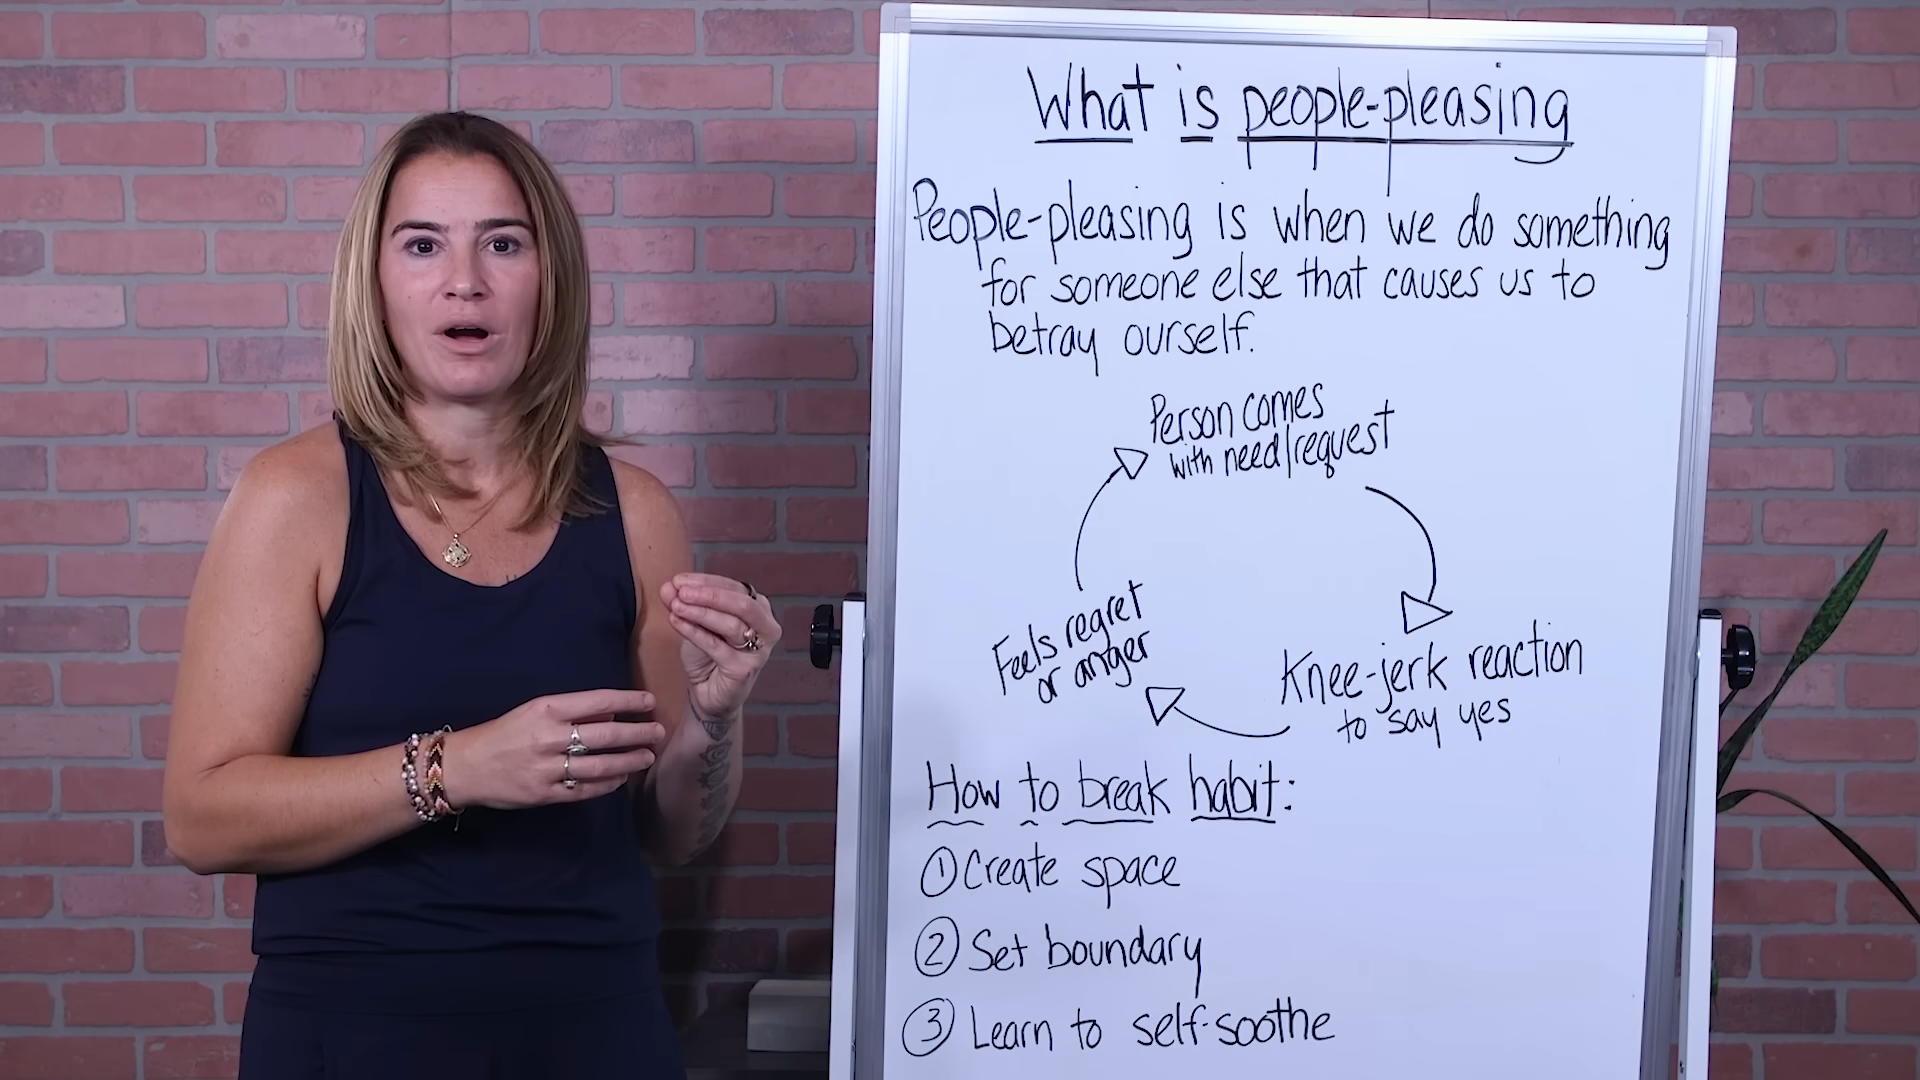 What is people-pleasing
People-pleasing is when we do something
for someone else that causes us to
betray ourself.
Person comes
with need/request
Knee-jerk reaction
to say yes
Feels regret
or anger
How to break habit:
① Create space
② Set boundary
③ Learn to self-soothe